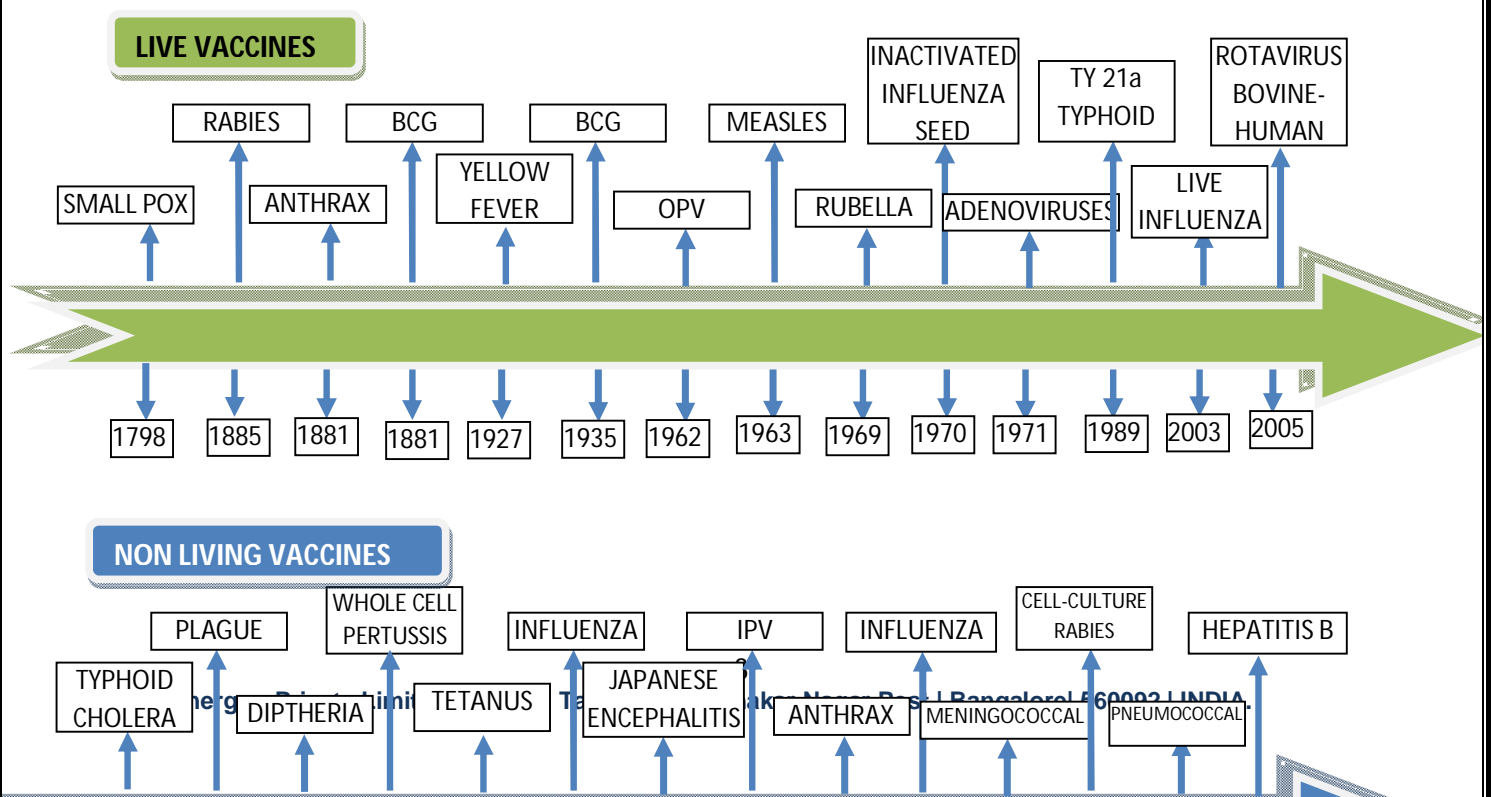 LIVE VACCINES
SMALL POX
RABIES
ANTHRAX
BCG
YELLOW
FEVER
BCG
OPV
MEASLES
RUBELLA
INACTIVATED
INFLUENZA
SEED
ADENOVIRUSES
TY 21a
TYPHOID
LIVE
INFLUENZA
ROTAVIRUS
BOVINE-
HUMAN
1798
1885
1881
1881
1927
1935
1962
1963
1969
1970
1971
1989
2003
2005
NON LIVING VACCINES
TYPHOID
CHOLERA
PLAGUE
DIPTHERIA
WHOLE CELL
PERTUSSIS
TETANUS
INFLUENZA
JAPANESE
ENCEPHALITIS
IPV
ANTHRAX
INFLUENZA
MENINGOCOCCAL
CELL-CULTURE
RABIES
PNEUMOCOCCAL
HEPATITIS B
Nagar Post | Bangalore| 560092 | INDIA.